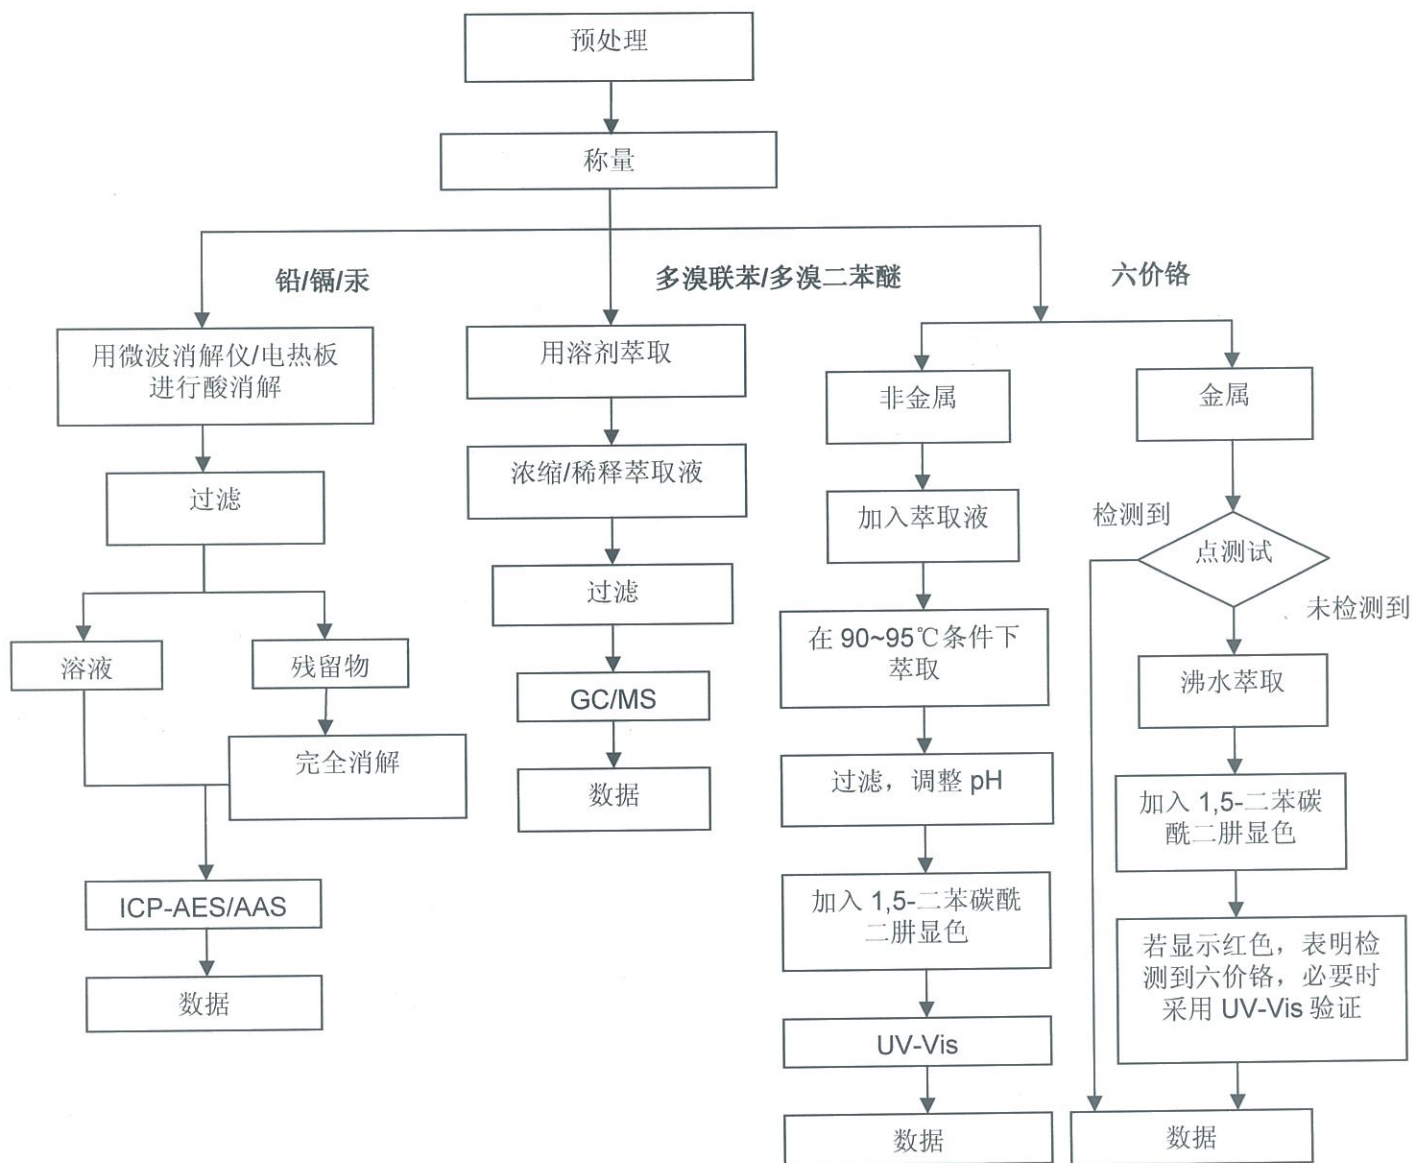 预处理
称量
铅/镉/汞
多溴联苯/多溴二苯醚
六价铬
用微波消解仪/电热板
进行酸消解
过滤
溶液
残留物
完全消解
ICP-AES/AAS
数据
用溶剂萃取
浓缩/稀释萃取液
过滤
GC/MS
数据
非金属
加入萃取液
在 90~95℃条件下
萃取
过滤，调整 pH
加入 1,5-二苯碳酰
二肼显色
UV-Vis
数据
金属
检测到
点测试
未检测到
沸水萃取
加入 1,5-二苯碳
酰二肼显色
若显示红色，表明检
测到六价铬，必要时
采用 UV-Vis 验证
数据